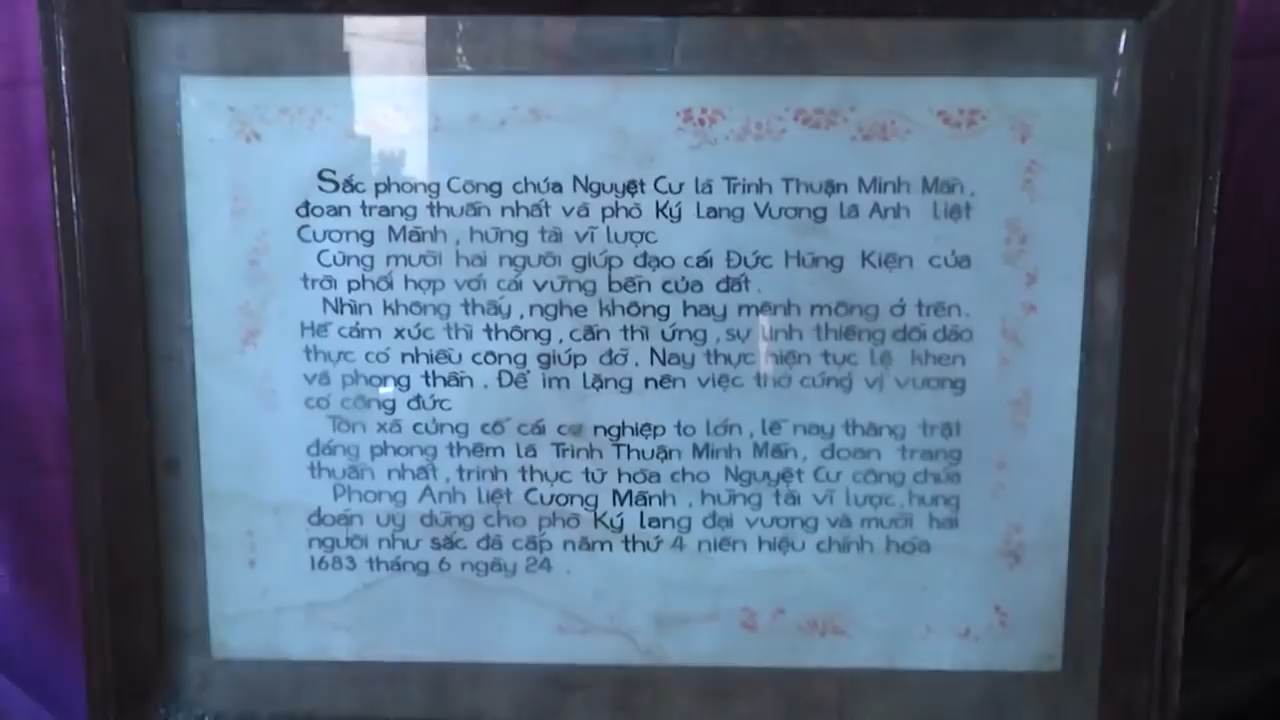 Sắc phong Công chúa Nguyệt Cư là Trinh Thuận Minh Mẫn,
đoan trang thuần nhất và phò Ký Lang Vương là Anh liệt
Cương Mãnh, hùng tài vĩ lược
Cùng mười hai người giúp đạo cái Đức Hùng Kiện của
trời phối hợp với cái vững bền của đất.
Nhìn không thấy, nghe không hay mênh mông ở trên.
Hễ cảm xúc thì thông, cần thì ứng, sự linh thiêng dồi dào
thực có nhiều công giúp đỡ. Nay thực hiện tục lệ khen
và phong thần. Để im lặng nên việc thờ cúng vị vương
có công đức
Tôn xã củng cố cái cơ nghiệp to lớn, lễ nay thăng trật
đáng phong thêm là Trinh Thuận Minh Mẫn, đoan trang
thuần nhất, trinh thục từ hóa cho Nguyệt Cư công chúa
Phong Anh liệt Cương Mãnh, hùng tài vĩ lược, hùng
đoán uy dũng cho phò Ký lang đại vương và mười hai
người như sắc đã cấp năm thứ 4 niên hiệu chính hóa
1683 tháng 6 ngày 24.